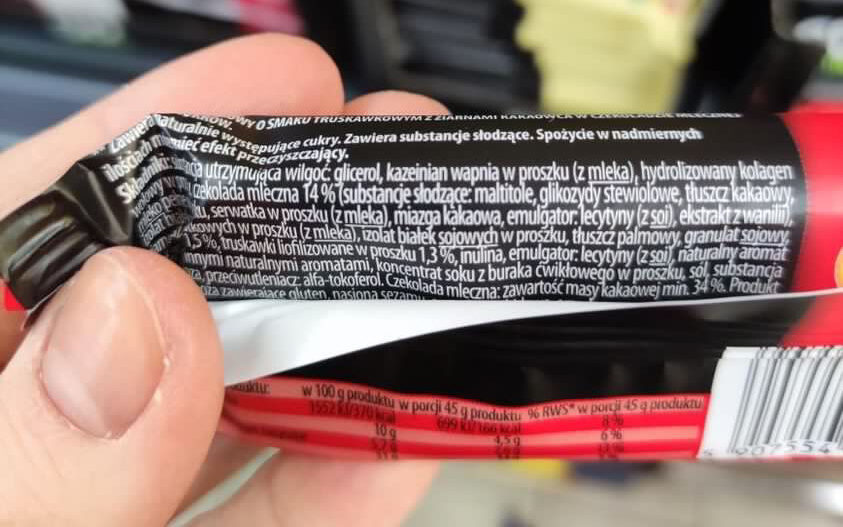 WY O SMAKU TRUSKAWKOWYM Z ZIARNAMI KAKAOWCA W CZEKOLADZIE MLECZNEJ
Zawiera naturalnie występujące cukry. Zawiera substancje słodzące. Spożycie w nadmiernych
ilościach może mieć efekt przeczyszczający.
utrzymująca wilgoć: glicerol, kazeinian wapnia w proszku (z mleka), hydrolizowany kolagen
czekolada mleczna 14 % (substancje słodzące: maltitole, glikozydy stewiolowe, tłuszcz kakaowy,
serwatka w proszku (z mleka), miazga kakaowa, emulgator: lecytyny (z soi), ekstrakt z wanilii),
w proszku (z mleka), izolat białek sojowych w proszku, tłuszcz palmowy, granulat sojowy,
1,5 %, truskawki liofilizowane w proszku 1,3 %, inulina, emulgator: lecytyny (z soi), naturalny aromat
innymi naturalnymi aromatami, koncentrat soku z buraka ćwikłowego w proszku, sól, substancja
przeciwutleniacz: alfa-tokoferol. Czekolada mleczna: zawartość masy kakaowej min. 34 %. Produkt
zawierające gluten, nasiona sezamu
w 100 g produktu w porcji 45 g produktu % RWS* w porcji 45 g produktu
1552 kJ/370 kcal 699 kJ/166 kcal 8 %
10 g 4,5 g 6 %
5 907554